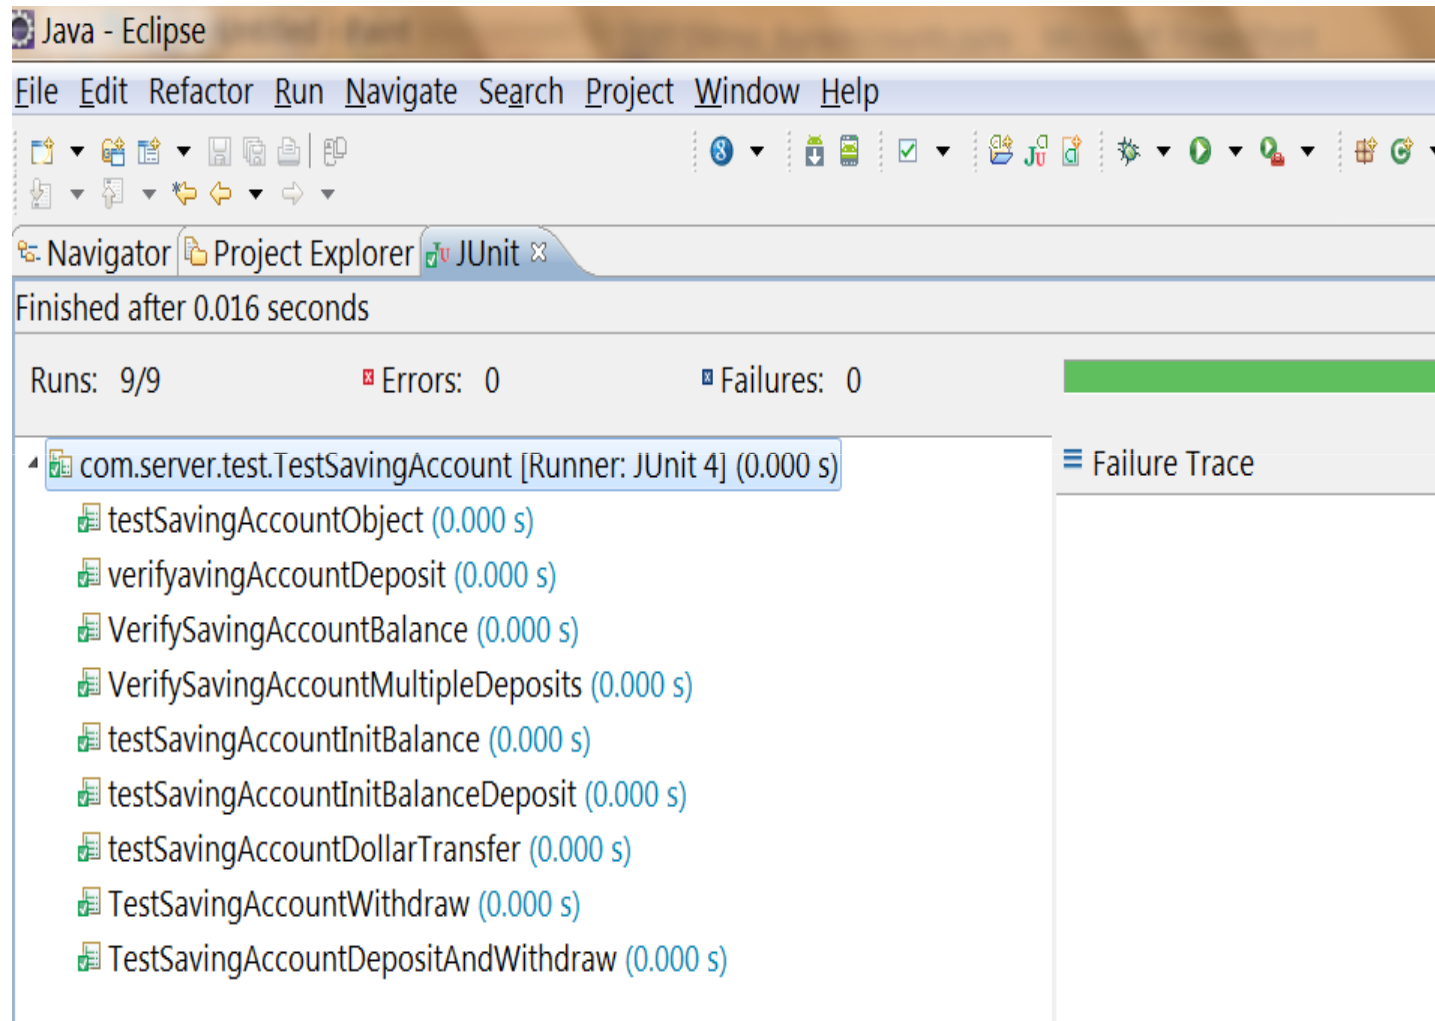 Java - Eclipse
File Edit Refactor Run Navigate Search Project Window Help
Navigator Project Explorer JUnit
Finished after 0.016 seconds
Runs: 9/9 Errors: 0 Failures: 0
com.server.test.TestSavingAccount [Runner: JUnit 4] (0.000 s)
Failure Trace
testSavingAccountObject (0.000 s)
verifyavingAccountDeposit (0.000 s)
VerifySavingAccountBalance (0.000 s)
VerifySavingAccountMultipleDeposits (0.000 s)
testSavingAccountInitBalance (0.000 s)
testSavingAccountInitBalanceDeposit (0.000 s)
testSavingAccountDollarTransfer (0.000 s)
TestSavingAccountWithdraw (0.000 s)
TestSavingAccountDepositAndWithdraw (0.000 s)